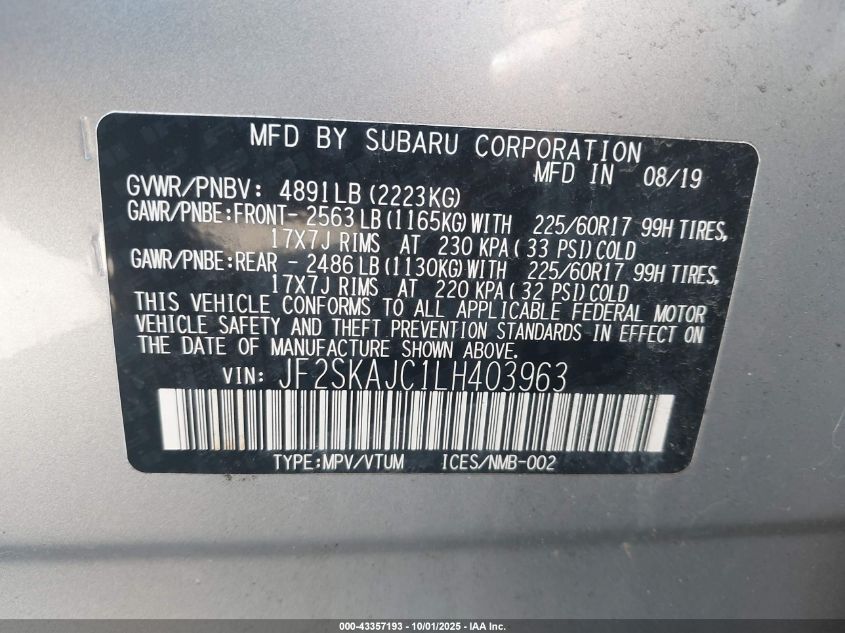 MFD BY SUBARU CORPORATION
MFD IN 08/19
GVWR/PNBV: 4891LB (2223KG)
GAWR/PNBE:FRONT- 2563 LB (1165KG) WITH 225/60R17 99H TIRES,
17X7J RIMS AT 230 KPA ( 33 PSI) COLD
GAWR/PNBE:REAR - 2486 LB (1130KG) WITH 225/60R17 99H TIRES,
17X7J RIMS AT 220 KPA ( 32 PSI) COLD
THIS VEHICLE CONFORMS TO ALL APPLICABLE FEDERAL MOTOR
VEHICLE SAFETY AND THEFT PREVENTION STANDARDS IN EFFECT ON
THE DATE OF MANUFACTURE SHOWN ABOVE.
VIN: JF2SKAJC1LH403963
TYPE:MPV/VTUM ICES/NMB-002
000-43357193 - 10/01/2025 - IAA Inc.